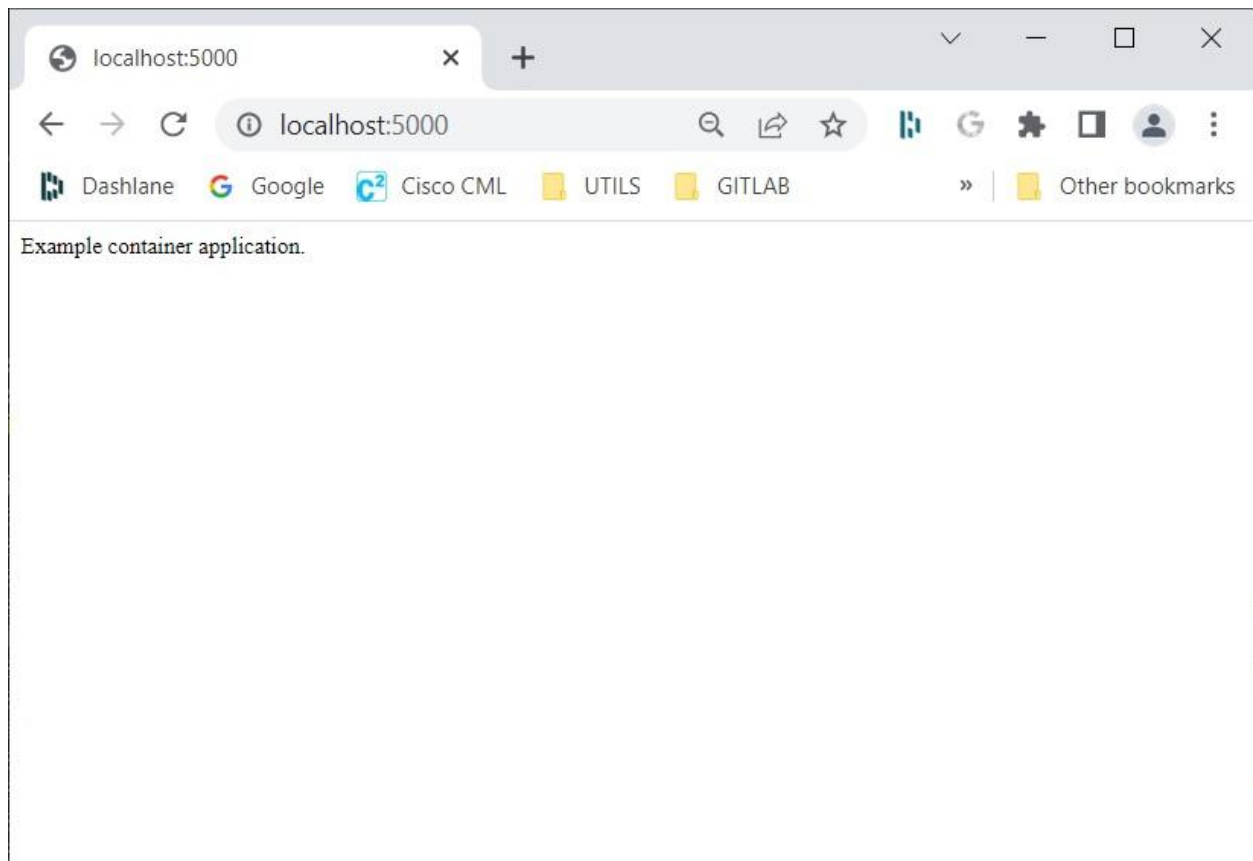 localhost:5000
localhost:5000
Dashlane Google Cisco CML UTILS GITLAB » Other bookmarks
Example container application.